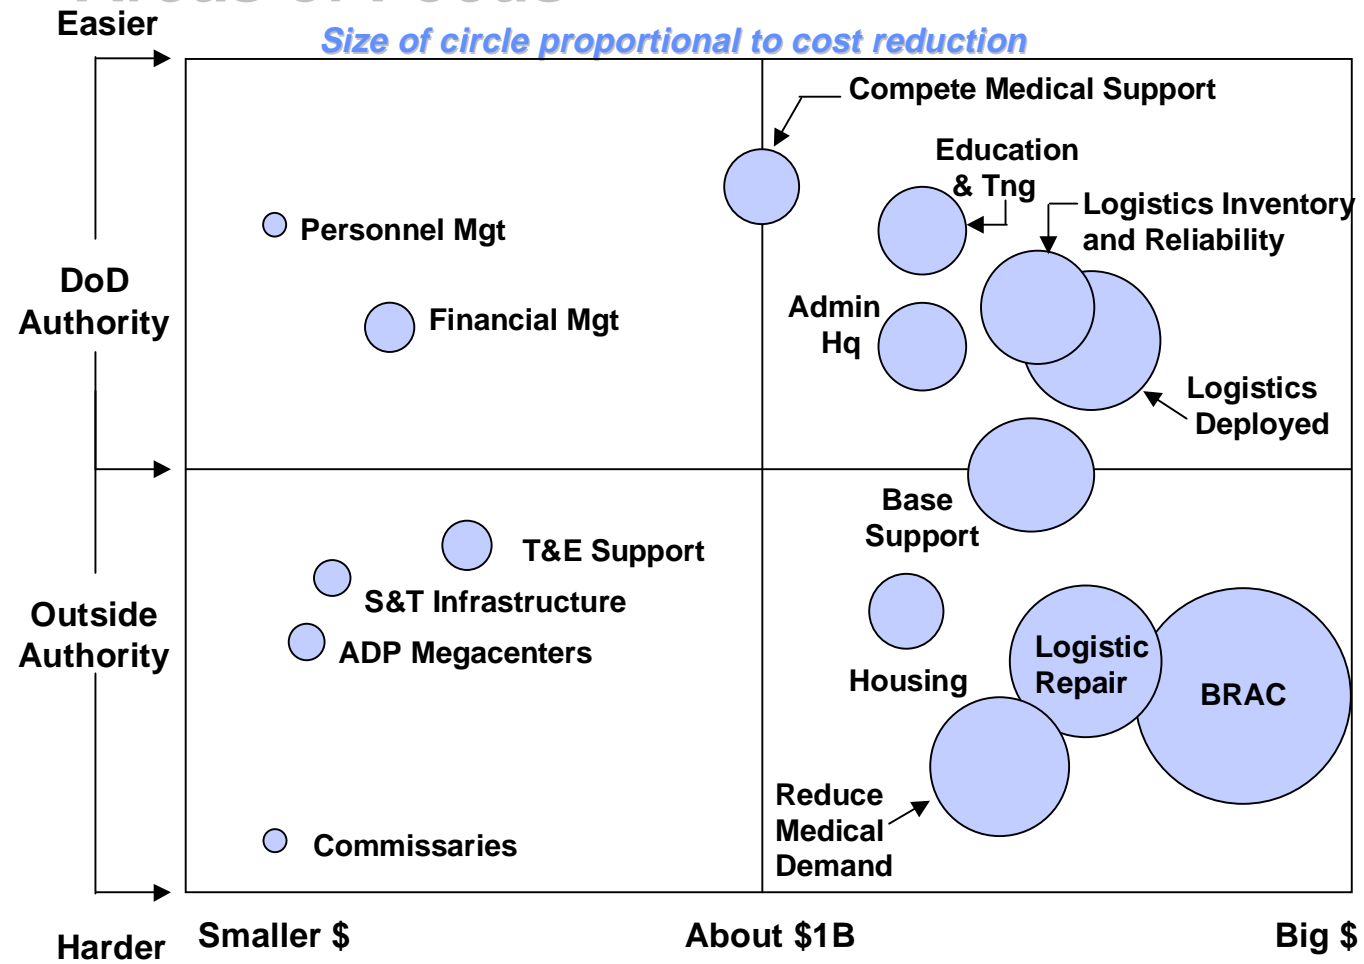 Easier
Size of circle proportional to cost reduction
Compete Medical Support
Education
& Tng
Logistics Inventory
and Reliability
Personnel Mgt
DoD
Authority
Financial Mgt
Admin
Hq
Logistics
Deployed
Base
Support
T&E Support
S&T Infrastructure
Outside
Authority
ADP Megacenters
Housing
Logistic
Repair
BRAC
Reduce
Medical
Demand
Commissaries
Harder
Smaller $
About $1B
Big $